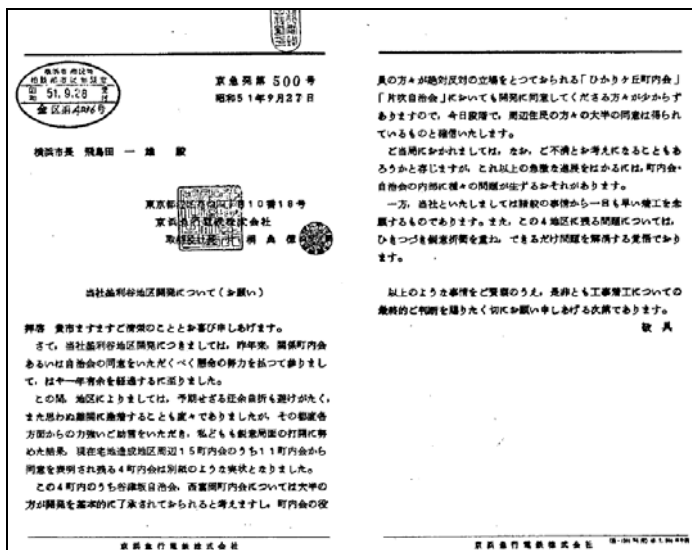 京急発第500号
昭和51年9月27日
51.9.28
横浜市長 飛鳥田 一雄 殿
10番18号
当社釜利谷地区開発について(お願い)
拝啓 貴市ますますご清栄のこととお喜び申しあげます。
さて、当社釜利谷地区開発につきましては、昨年来、関係町内会
あるいは自治会の同意をいただくべく懸命の努力を払つて参りまし
て、はや一年有余を経過するに至りました。
この間、地区によりましては、予期せざる迂余曲折も避けがたく、
また思わぬ難関に逢着することも度々でありましたが、その都度各
方面からの力強いご助言をいただき、私どもも鋭意局面の打開に努
めた結果、現在宅地造成地区周辺15町内会のうち11町内会から
同意を表明され残る4町内会は別紙のような実状となりました。
この4町内のうち谷津坂自治会、西富岡町内会については大半の
方が開発を基本的に了承されておられると考えますし、町内会の役
京浜急行電鉄株式会社
員の方々が絶対反対の立場をとつておられる「ひかりケ丘町内会」
「片吹自治会」においても開発に同意してくださる方々が少からず
ありますので、今日段階で、周辺住民の方々の大半の同意は得られ
ているものと確信いたします。
ご当局におかれましては、なお、ご不満とお考えになることもあ
ろうかと存じますが、これ以上の急激な進展をはかるには、町内会・
自治会の内部に種々の問題が生ずるおそれがあります。
一方、当社といたしましては諸般の事情から一日も早い着工を念
願するものであります。また、この4地区に残る問題については、
ひきつづき鋭意折衝を重ね、できるだけ問題を解消する覚悟であり
ます。
以上のような事情をご賢察のうえ、是非とも工事着工についての
最終的ご判断を賜りたく切にお願い申しあげる次第であります。
敬具
京浜急行電鉄株式会社